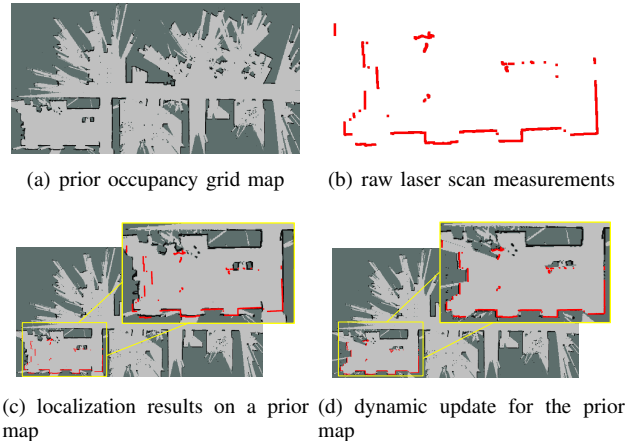 (a) prior occupancy grid map
(b) raw laser scan measurements
(c) localization results on a prior
map
(d) dynamic update for the prior
map